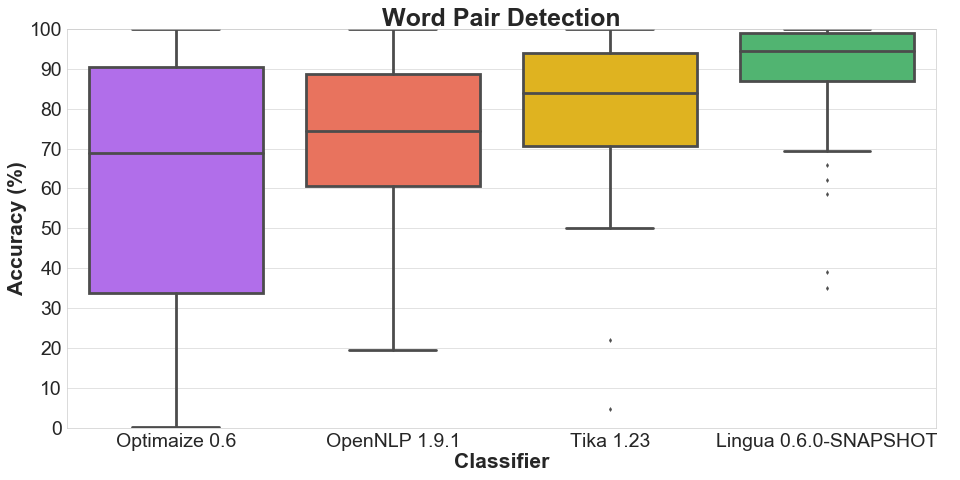 Word Pair Detection
Accuracy (%)
100
90
80
70
60
50
40
30
20
10
0
Optimaize 0.6
OpenNLP 1.9.1
Tika 1.23
Lingua 0.6.0-SNAPSHOT
Classifier